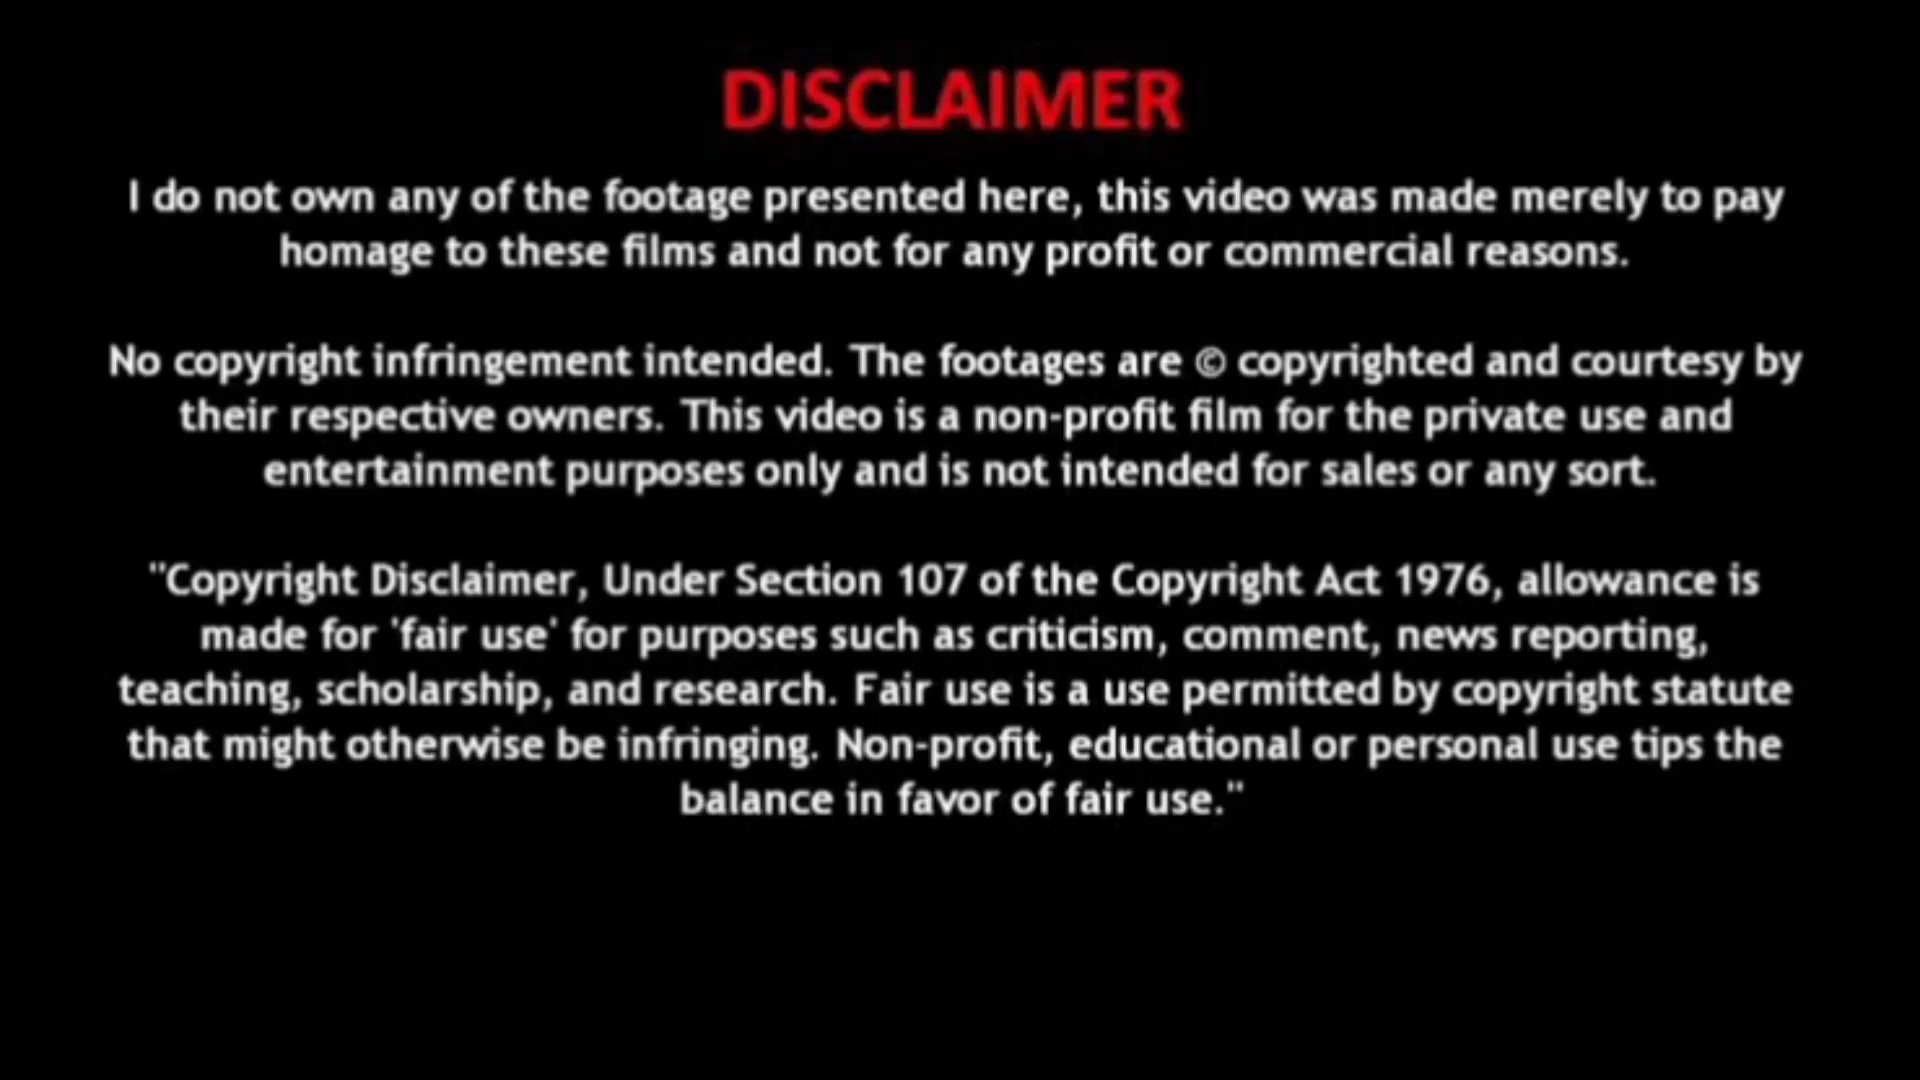 DISCLAIMER
I do not own any of the footage presented here, this video was made merely to pay
homage to these films and not for any profit or commercial reasons.
No copyright infringement intended. The footages are © copyrighted and courtesy by
their respective owners. This video is a non-profit film for the private use and
entertainment purposes only and is not intended for sales or any sort.
"Copyright Disclaimer, Under Section 107 of the Copyright Act 1976, allowance is
made for 'fair use' for purposes such as criticism, comment, news reporting,
teaching, scholarship, and research. Fair use is a use permitted by copyright statute
that might otherwise be infringing. Non-profit, educational or personal use tips the
balance in favor of fair use."